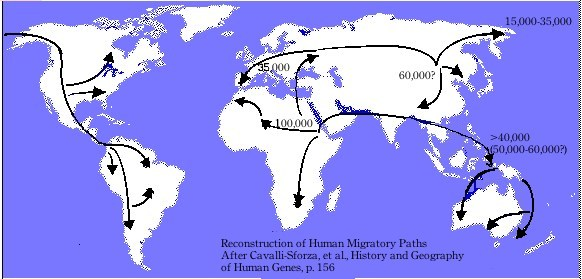 15,000-35,000
35,000
60,000?
100,000
>40,000
(50,000-60,000?)
Reconstruction of Human Migratory Paths
After Cavalli-Sforza, et al., History and Geography
of Human Genes, p. 156